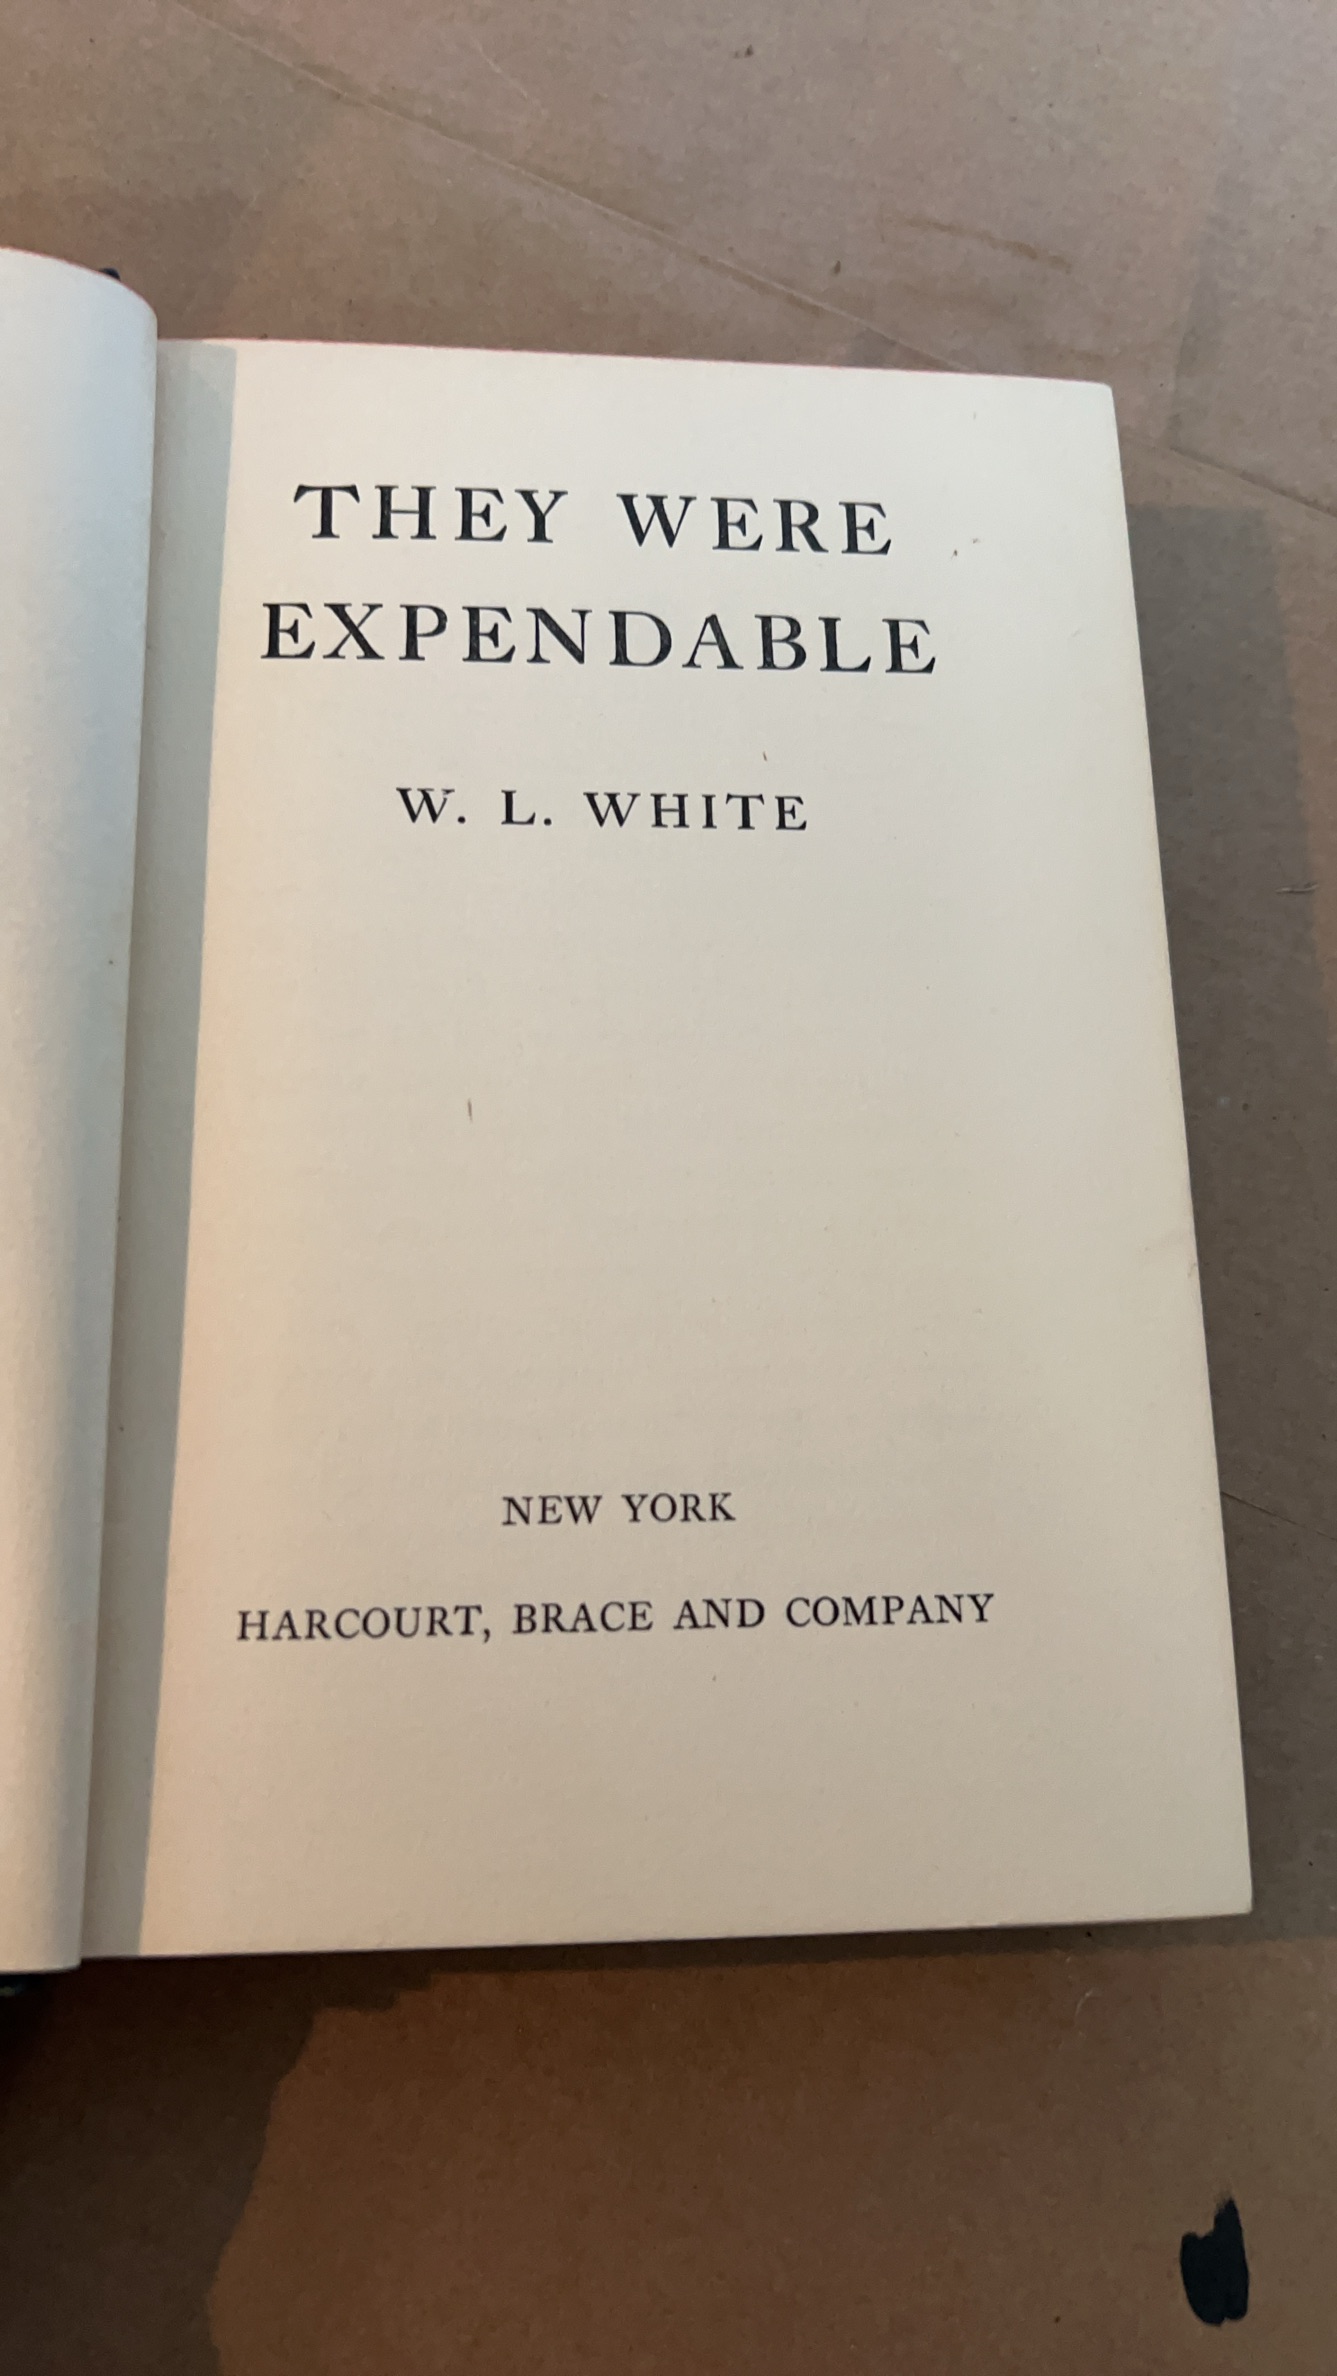 THEY WERE
EXPENDABLE
W. L. WHITE
NEW YORK
HARCOURT, BRACE AND COMPANY